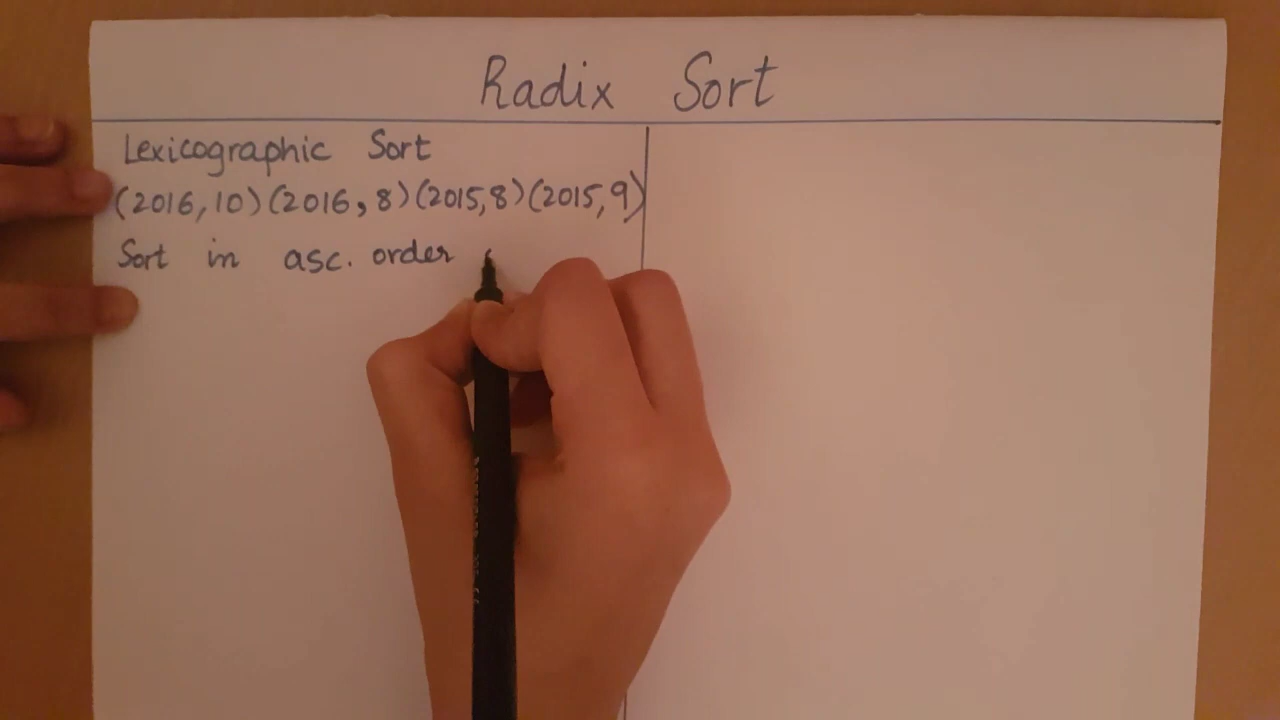 Radix Sort
Lexicographic Sort
(2016,10)(2016,8)(2015,8)(2015,9)
Sort in asc. order